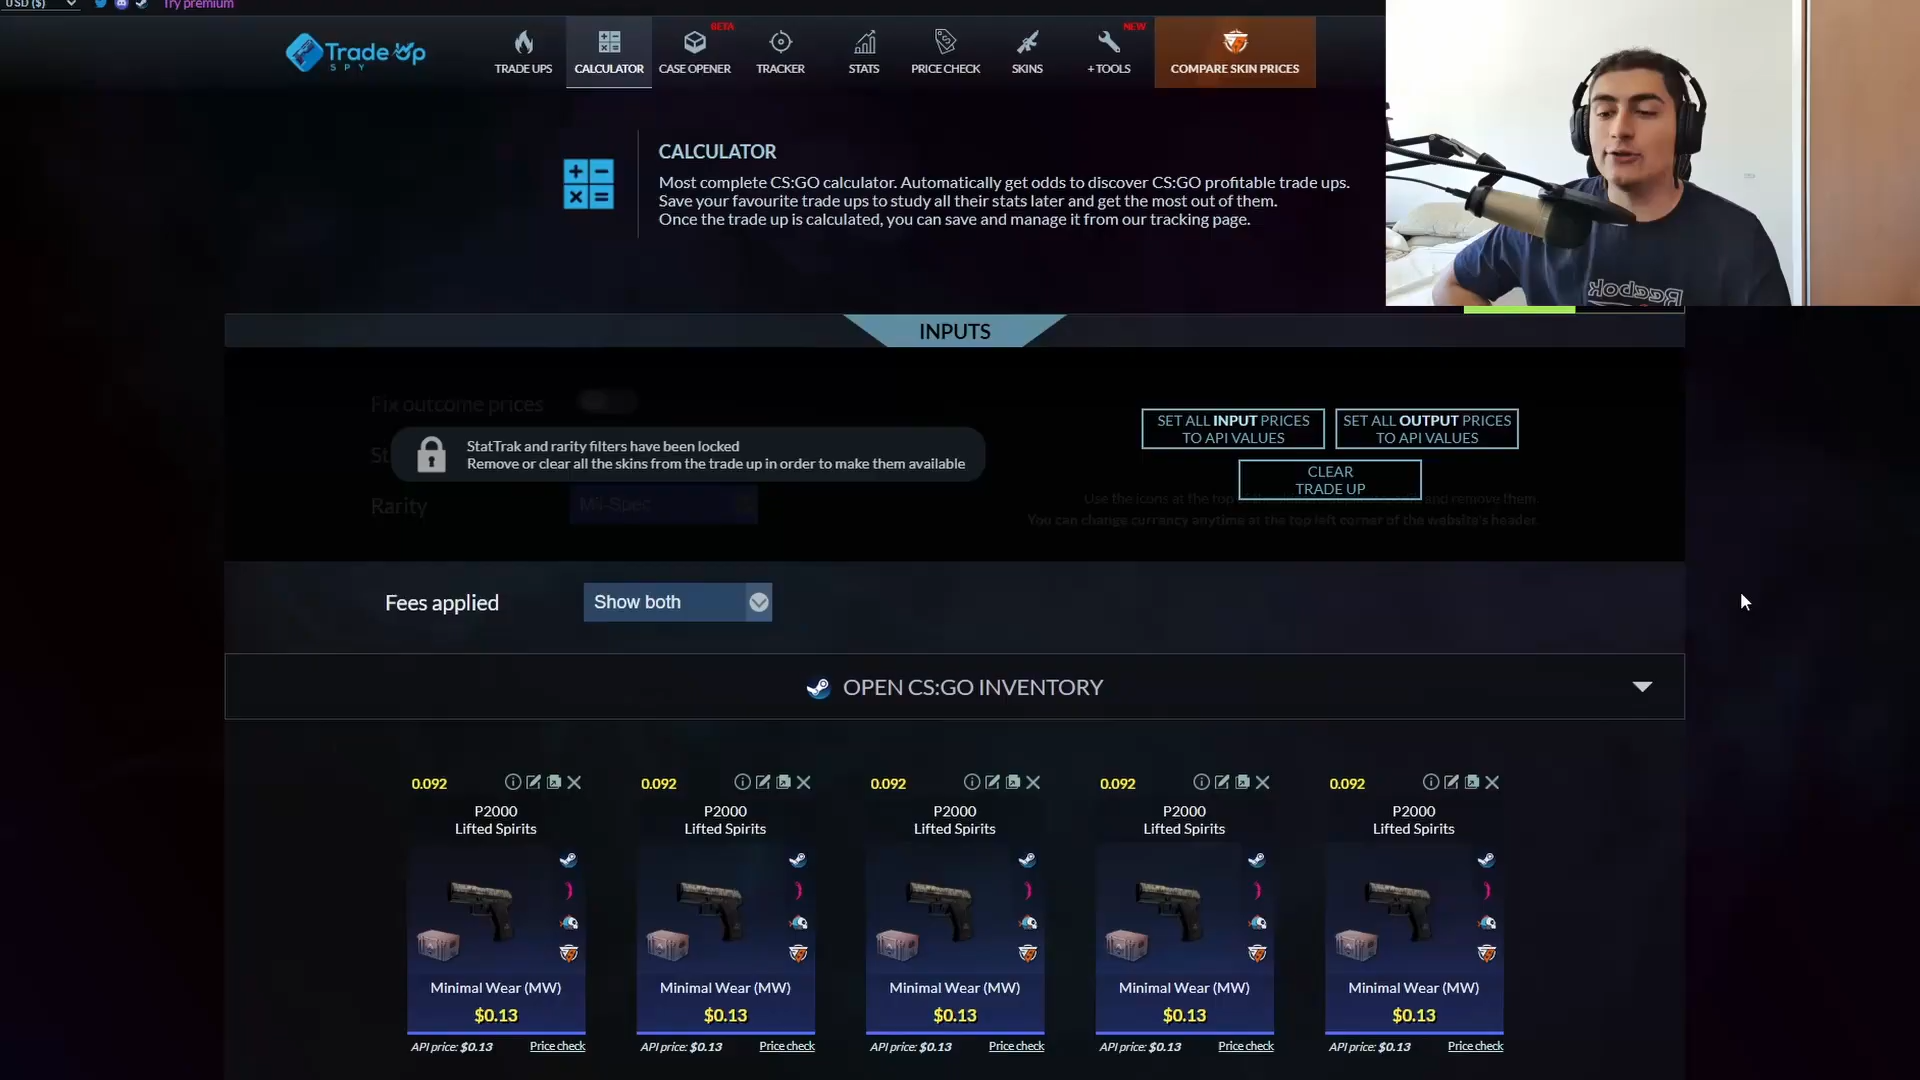 USD ($)
Try premium
Trade Up
SPY
TRADE UPS
CALCULATOR
BETA
CASE OPENER
TRACKER
STATS
PRICE CHECK
SKINS
NEW
+ TOOLS
COMPARE SKIN PRICES
CALCULATOR
Most complete CS:GO calculator. Automatically get odds to discover CS:GO profitable trade ups.
Save your favourite trade ups to study all their stats later and get the most out of them.
Once the trade up is calculated, you can save and manage it from our tracking page.
Reebok
INPUTS
Fix outcome prices
St
StatTrak and rarity filters have been locked
Remove or clear all the skins from the trade up in order to make them available
Rarity
Mil-Spec
SET ALL INPUT PRICES
TO API VALUES
SET ALL OUTPUT PRICES
TO API VALUES
CLEAR
TRADE UP
Use the icons at the top and remove them.
You can change currency anytime at the top left corner of the website's header.
Fees applied
Show both
OPEN CS:GO INVENTORY
0.092
P2000
Lifted Spirits
Minimal Wear (MW)
$0.13
API price: $0.13
Price check
0.092
P2000
Lifted Spirits
Minimal Wear (MW)
$0.13
API price: $0.13
Price check
0.092
P2000
Lifted Spirits
Minimal Wear (MW)
$0.13
API price: $0.13
Price check
0.092
P2000
Lifted Spirits
Minimal Wear (MW)
$0.13
API price: $0.13
Price check
0.092
P2000
Lifted Spirits
Minimal Wear (MW)
$0.13
API price: $0.13
Price check